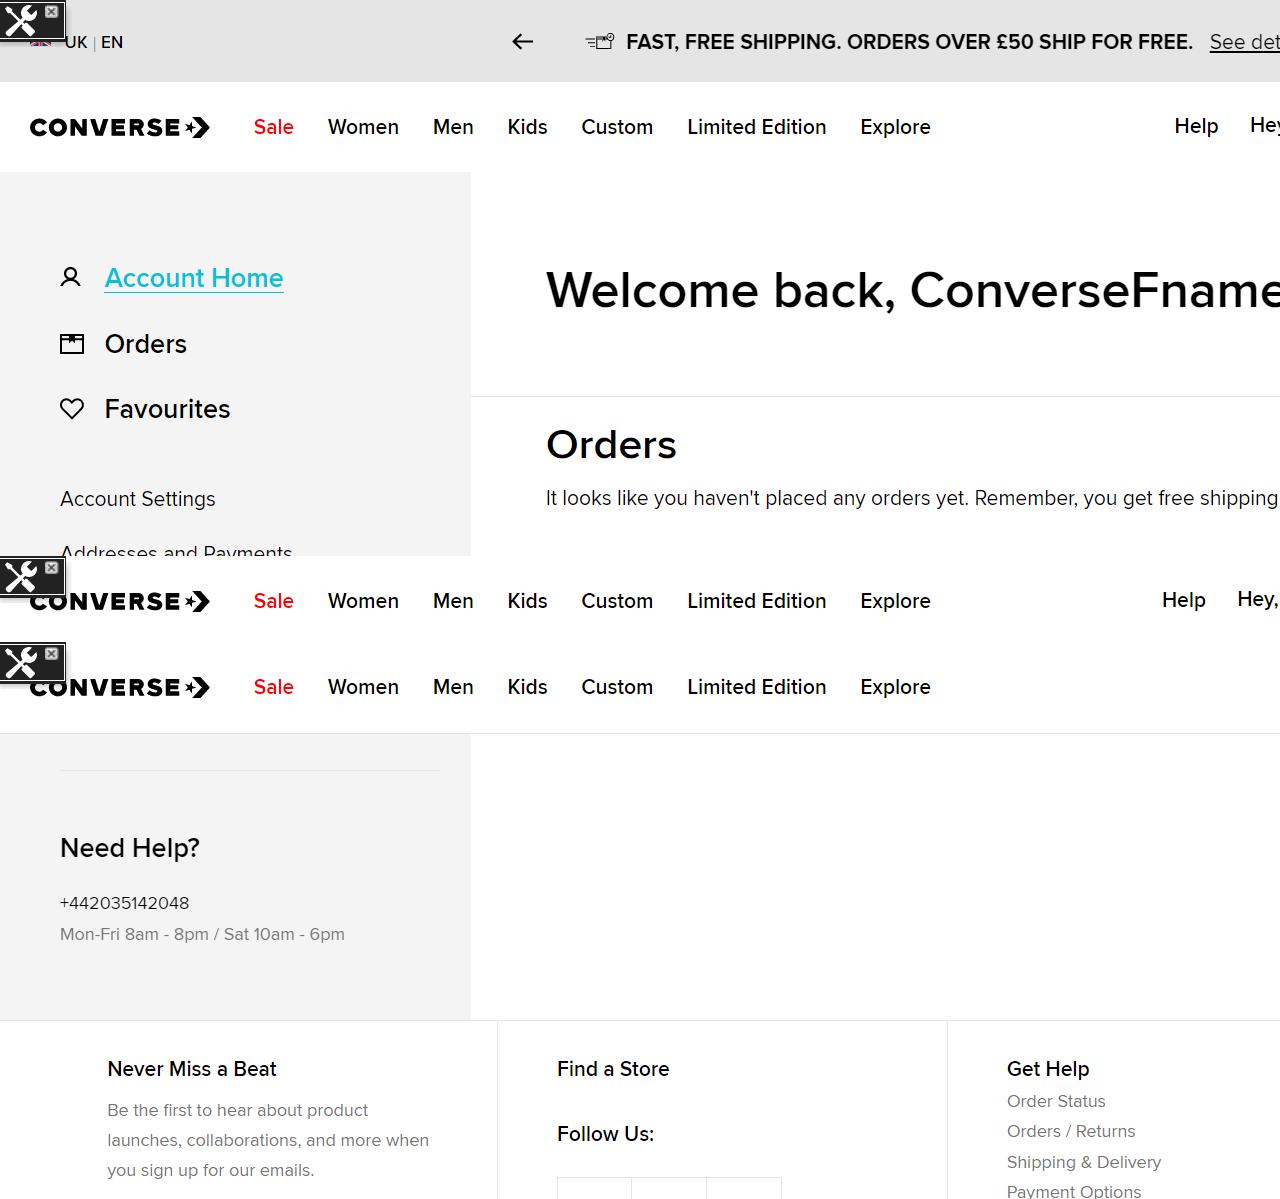 UK | EN
FAST, FREE SHIPPING. ORDERS OVER £50 SHIP FOR FREE. See det
CONVERSE Sale Women Men Kids Custom Limited Edition Explore Help Hey
Account Home
Orders
Favourites
Account Settings
Addresses and Payments
Welcome back, ConverseFname
Orders
It looks like you haven't placed any orders yet. Remember, you get free shipping
CONVERSE Sale Women Men Kids Custom Limited Edition Explore Help Hey,
CONVERSE Sale Women Men Kids Custom Limited Edition Explore
Need Help?
+442035142048
Mon-Fri 8am - 8pm / Sat 10am - 6pm
Never Miss a Beat
Be the first to hear about product
launches, collaborations, and more when
you sign up for our emails.
Find a Store
Follow Us:
Get Help
Order Status
Orders / Returns
Shipping & Delivery
Payment Options